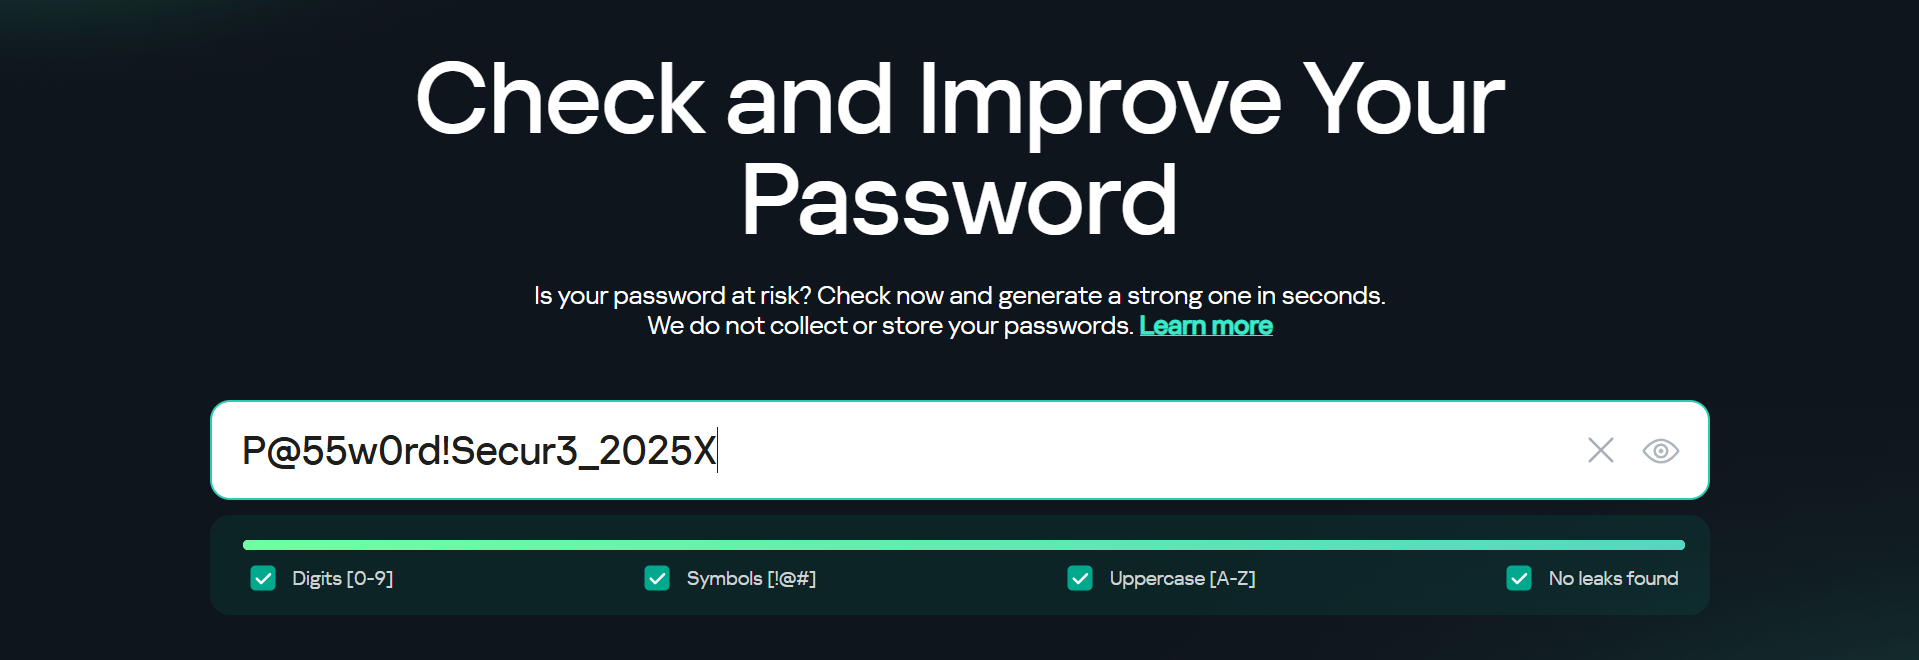 Check and Improve Your
Password
Is your password at risk? Check now and generate a strong one in seconds.
We do not collect or store your passwords. Learn more
P@55w0rd!Secur3_2025X
Digits [0-9] Symbols [!@#] Uppercase [A-Z] No leaks found